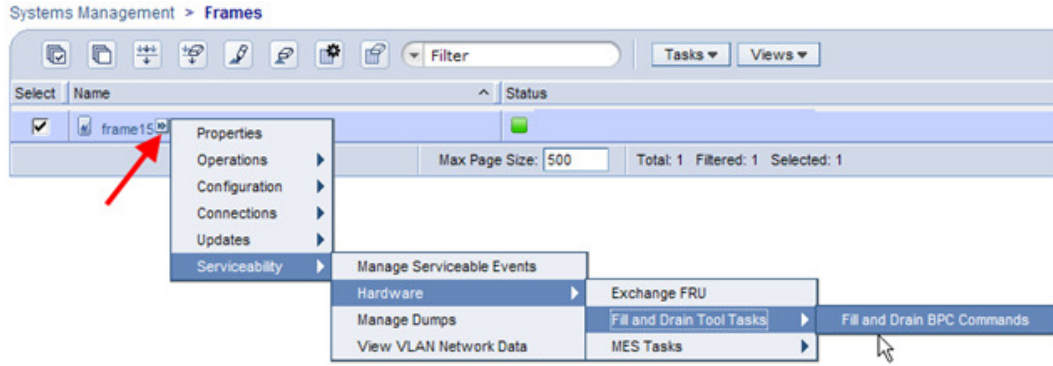 Systems Management > Frames
Filter Tasks Views
Select Name Status
frame15
Max Page Size: 500 Total: 1 Filtered: 1 Selected: 1
Properties
Operations
Configuration
Connections
Updates
Serviceability
Manage Serviceable Events
Hardware
Manage Dumps
View VLAN Network Data
Exchange FRU
Fill and Drain Tool Tasks
MES Tasks
Fill and Drain BPC Commands